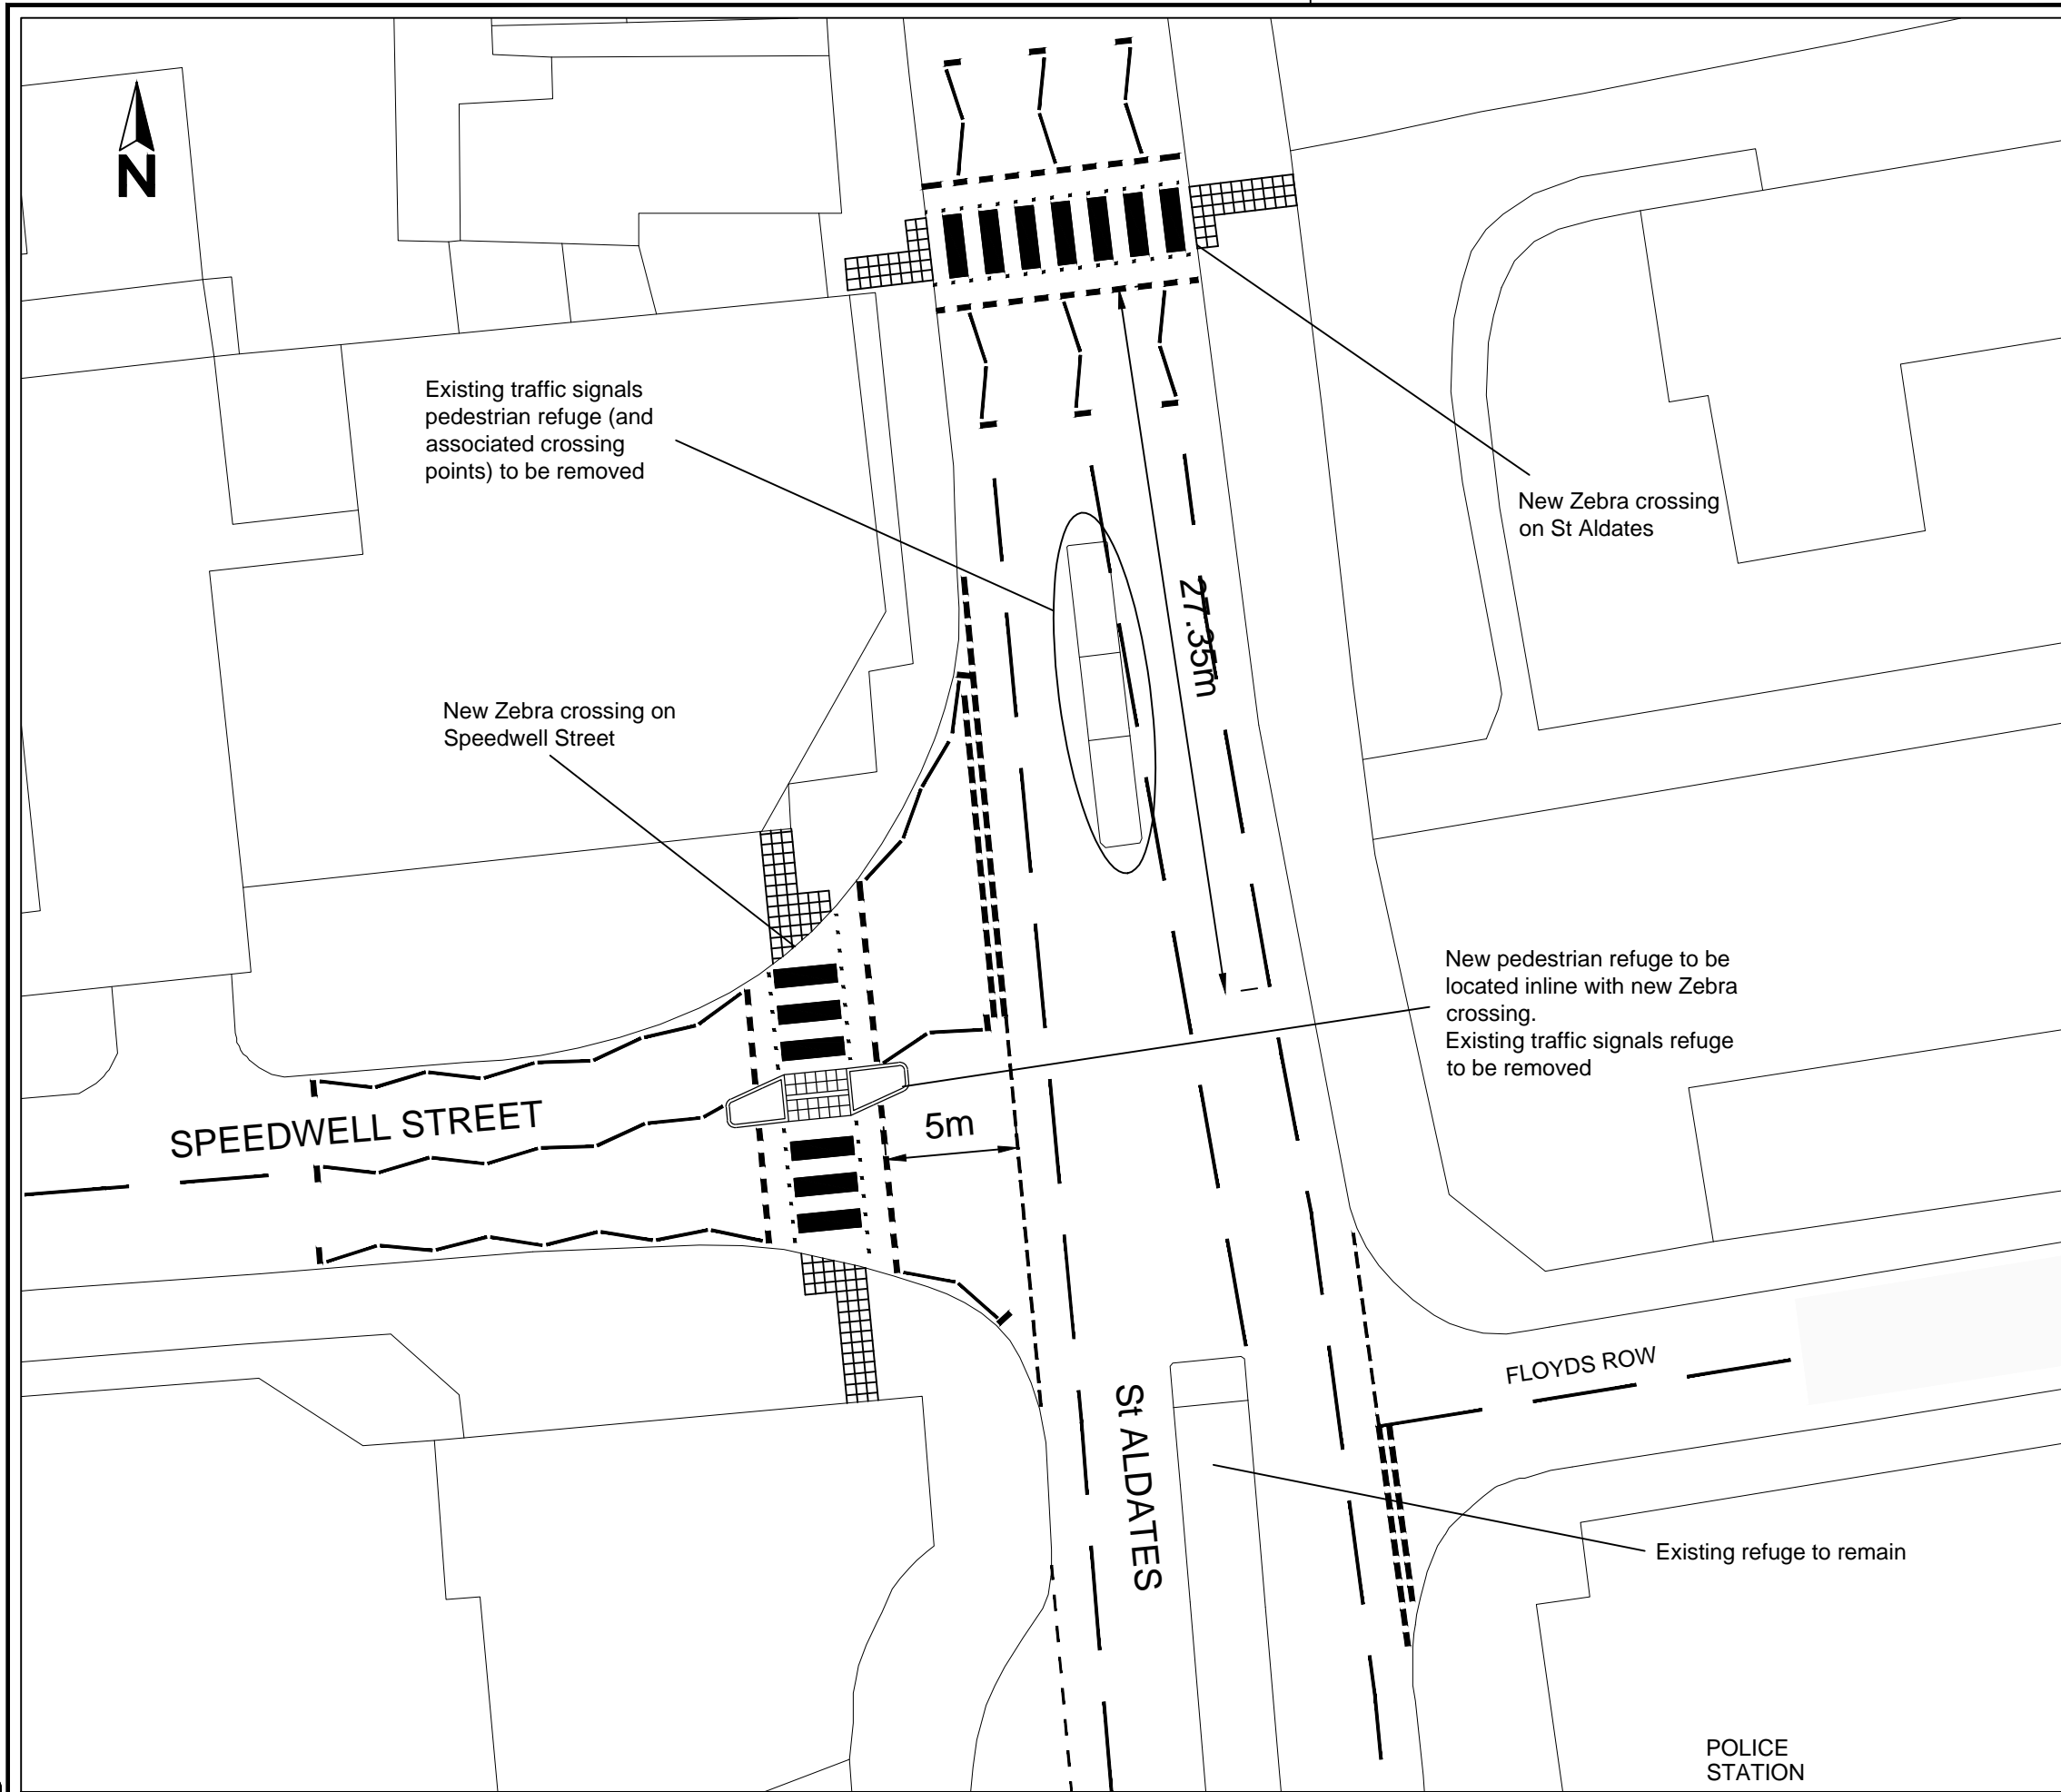 N
Existing traffic signals
pedestrian refuge (and
associated crossing
points) to be removed
New Zebra crossing
on St Aldates
27.35m
New Zebra crossing on
Speedwell Street
New pedestrian refuge to be
located inline with new Zebra
crossing.
Existing traffic signals refuge
to be removed
SPEEDWELL STREET
5m
FLOYDS ROW
St ALDATES
Existing refuge to remain
POLICE
STATION